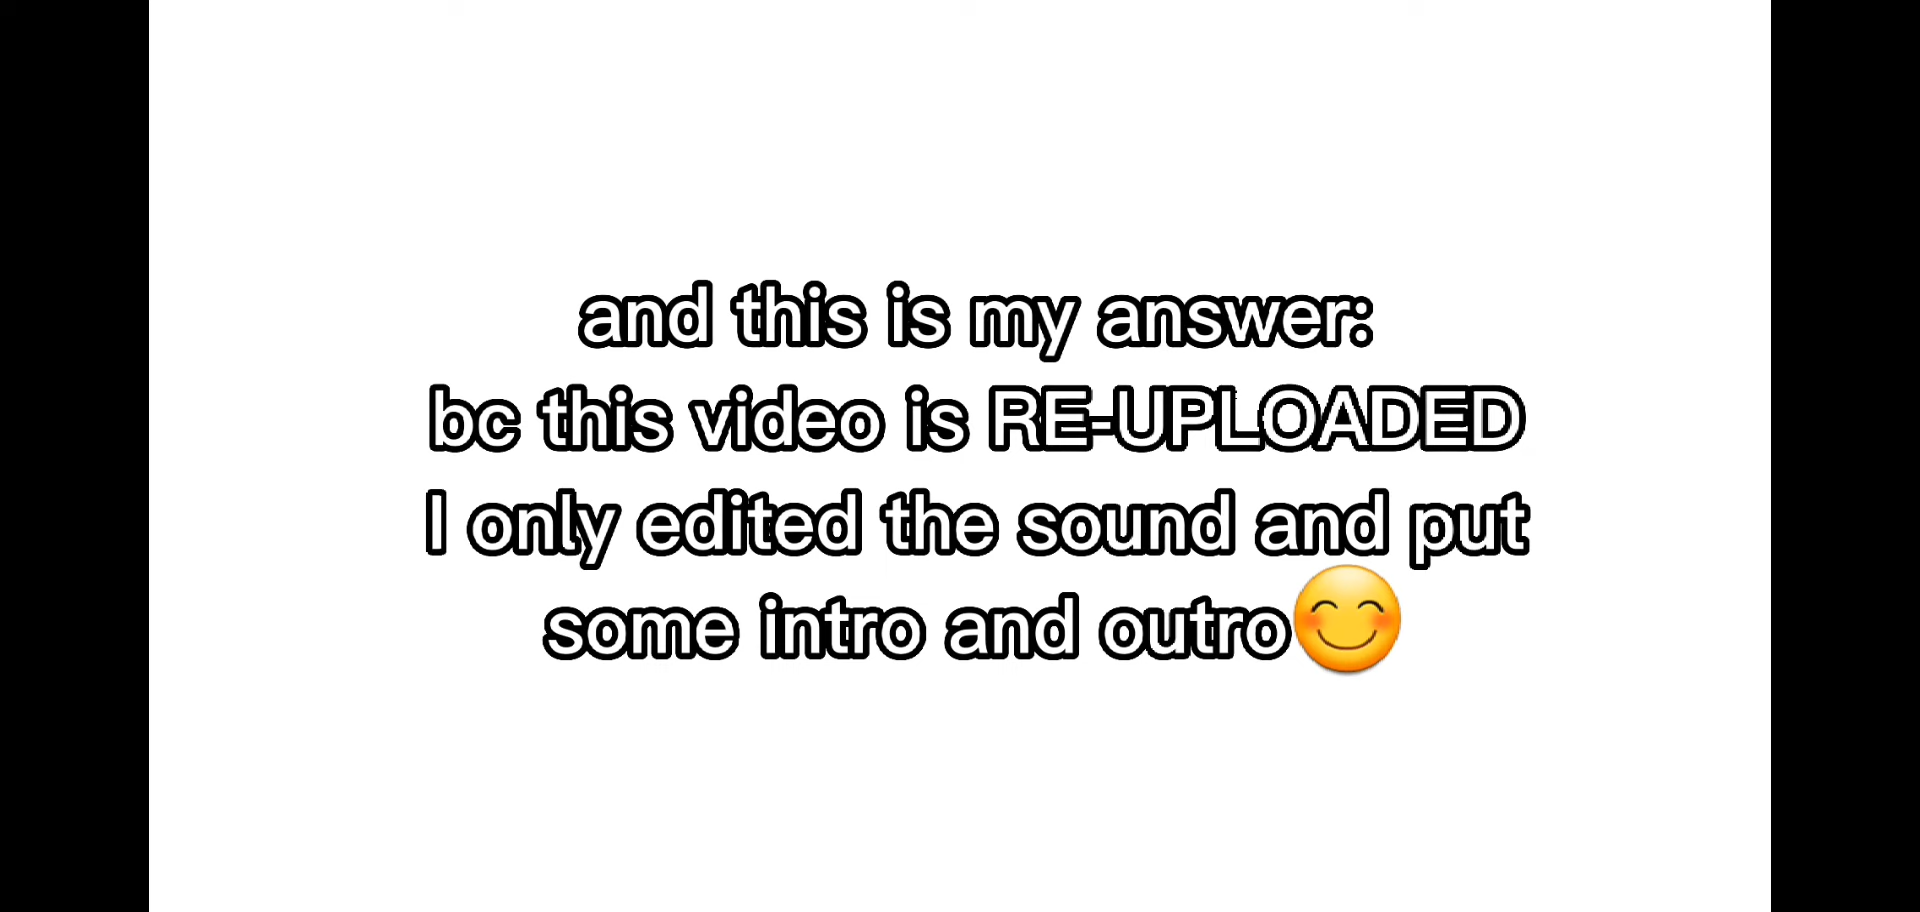 and this is my answer:
bc this video is RE-UPLOADED
I only edited the sound and put
some intro and outro😊